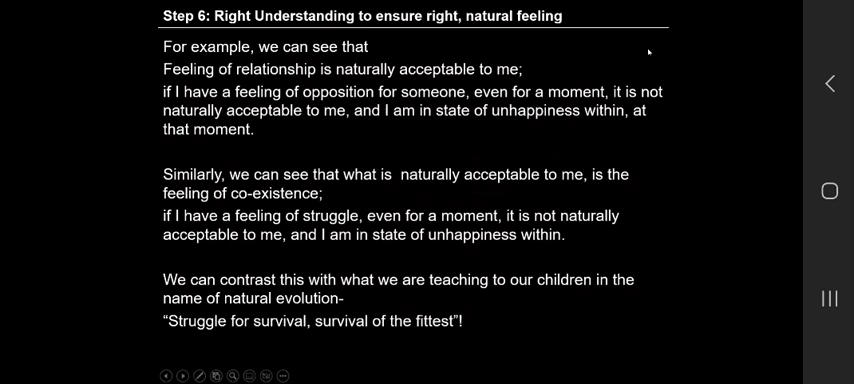 Step 6: Right Understanding to ensure right, natural feeling
For example, we can see that
Feeling of relationship is naturally acceptable to me;
if I have a feeling of opposition for someone, even for a moment, it is not
naturally acceptable to me, and I am in state of unhappiness within, at
that moment.
Similarly, we can see that what is naturally acceptable to me, is the
feeling of co-existence;
if I have a feeling of struggle, even for a moment, it is not naturally
acceptable to me, and I am in state of unhappiness within.
We can contrast this with what we are teaching to our children in the
name of natural evolution-
“Struggle for survival, survival of the fittest”!